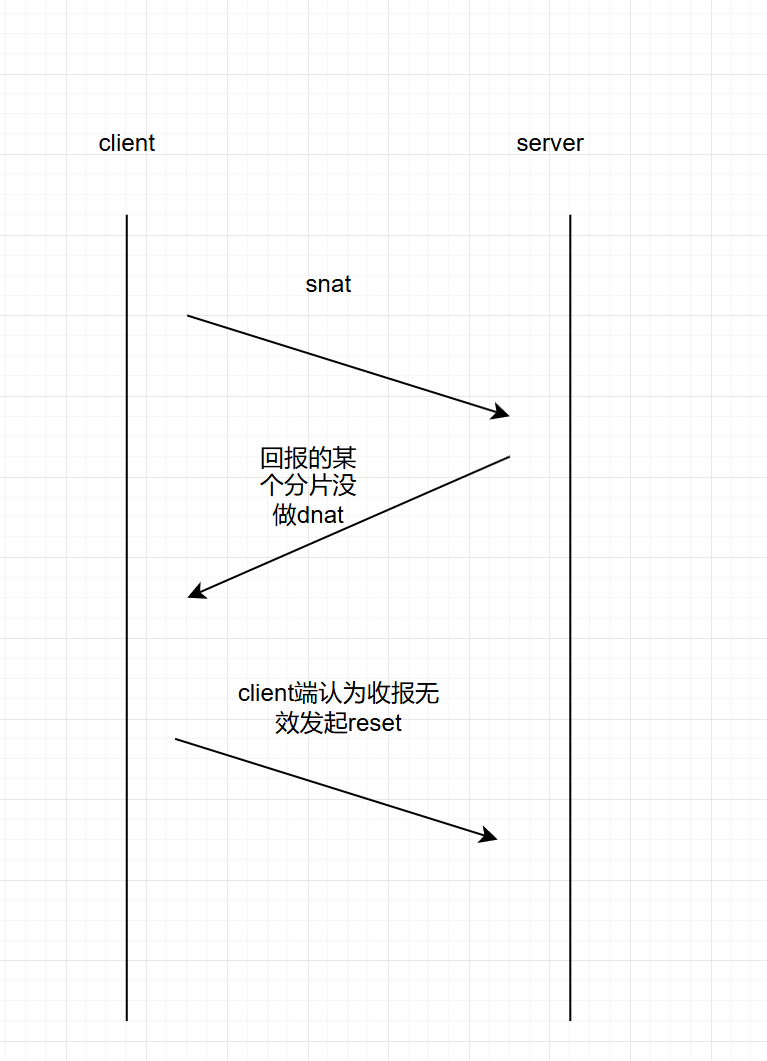 client
server
snat
回报的某
个分片没
做dnat
client端认为收报无
效发起reset